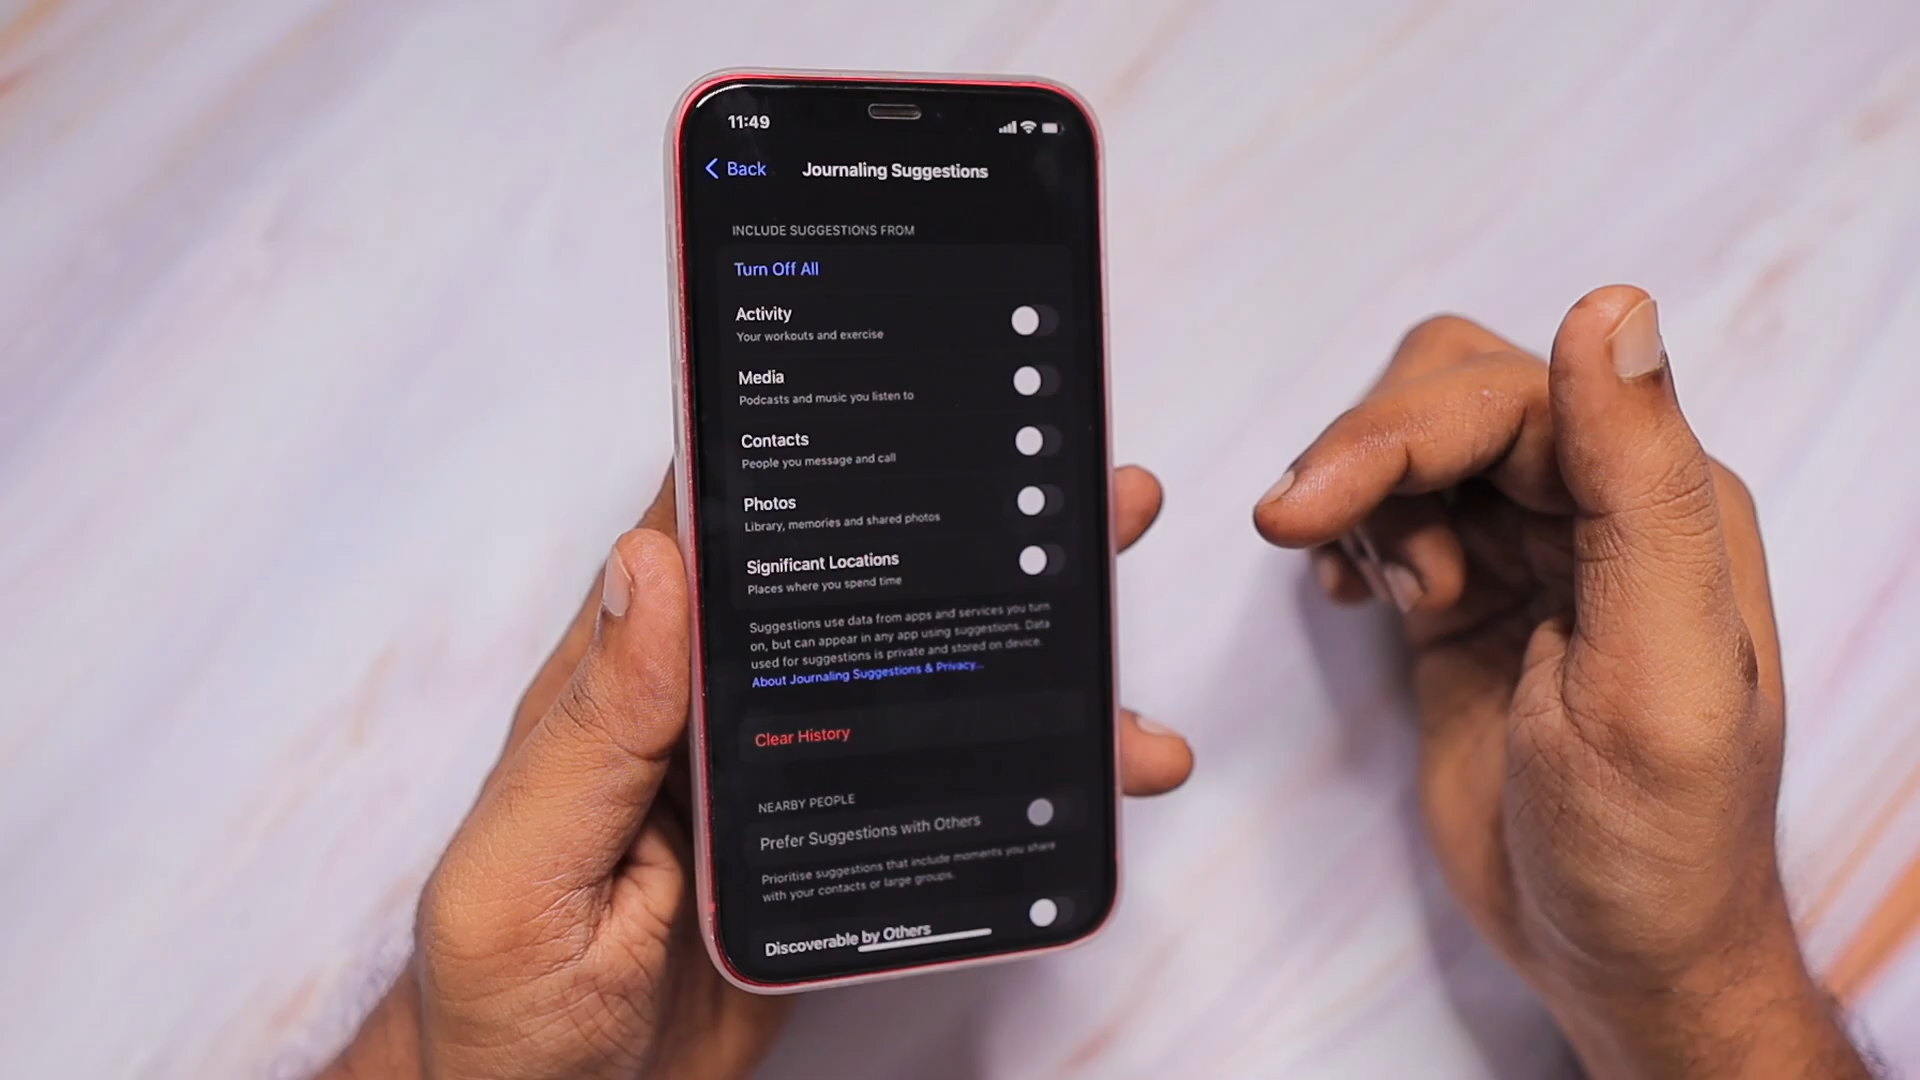 11:49
Back
Journaling Suggestions
INCLUDE SUGGESTIONS FROM
Turn Off All
Activity
Your workouts and exercise
Media
Podcasts and music you listen to
Contacts
People you message and call
Photos
Library, memories and shared photos
Significant Locations
Places where you spend time
Suggestions use data from apps and services you turn
on, but can appear in any app using suggestions. Data
used for suggestions is private and stored on device.
About Journaling Suggestions & Privacy...
Clear History
NEARBY PEOPLE
Prefer Suggestions with Others
Prioritise suggestions that include moments you share
with your contacts or large groups.
Discoverable by Others